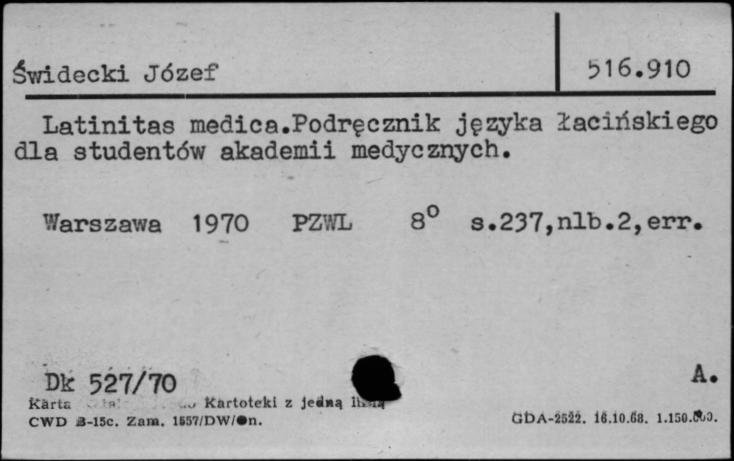 Świdecki Józef
516.910
Latinitas medica.Podręcznik języka łacińskiego
dla studentów akademii medycznych.
Warszawa 1970 PZWL 8° s.237,nlb.2,err.
Dk 527/70
A.
Karta Kartoteki z jedną
CWD B-15c. Zam. 1557/DW/n.
GDA-2522. 16.10.68.